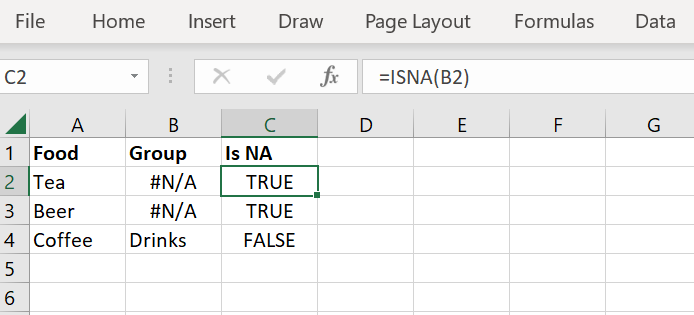 File Home Insert Draw Page Layout Formulas Data
C2 fx =ISNA(B2)
A B C D E F G
1 Food Group Is NA
2 Tea #N/A TRUE
3 Beer #N/A TRUE
4 Coffee Drinks FALSE
5
6